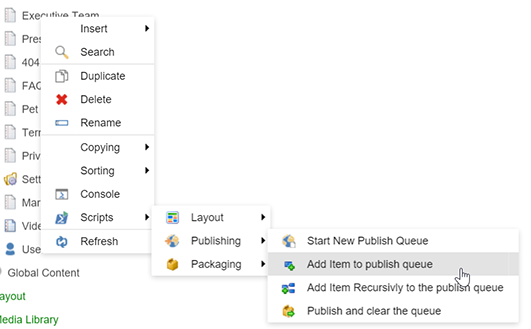 Executive Team
Pres
404
FAQ
Pet
Term
Priv
Sett
Mar
Vide
Use
Global Content
ayout
Media Library
Insert
Search
Duplicate
Delete
Rename
Copying
Sorting
Console
Scripts
Refresh
Layout
Publishing
Packaging
Start New Publish Queue
Add Item to publish queue
Add Item Recursivly to the publish queue
Publish and clear the queue